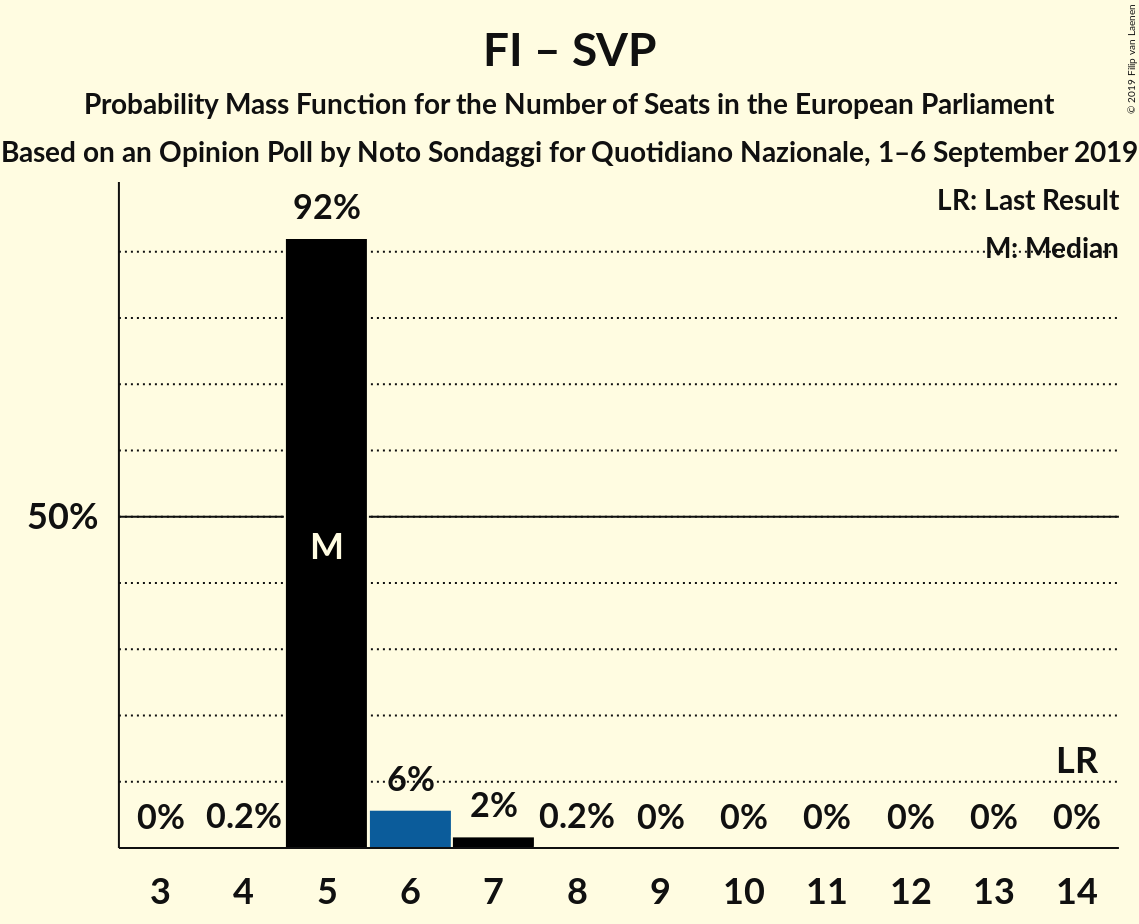 FI – SVP
Probability Mass Function for the Number of Seats in the European Parliament
Based on an Opinion Poll by Noto Sondaggi for Quotidiano Nazionale, 1–6 September 2019
© 2019 Filip van Laenen
LR: Last Result
M: Median
92%
50%
M
LR
0% 0.2% 6% 2% 0.2% 0% 0% 0% 0% 0% 0%
3 4 5 6 7 8 9 10 11 12 13 14